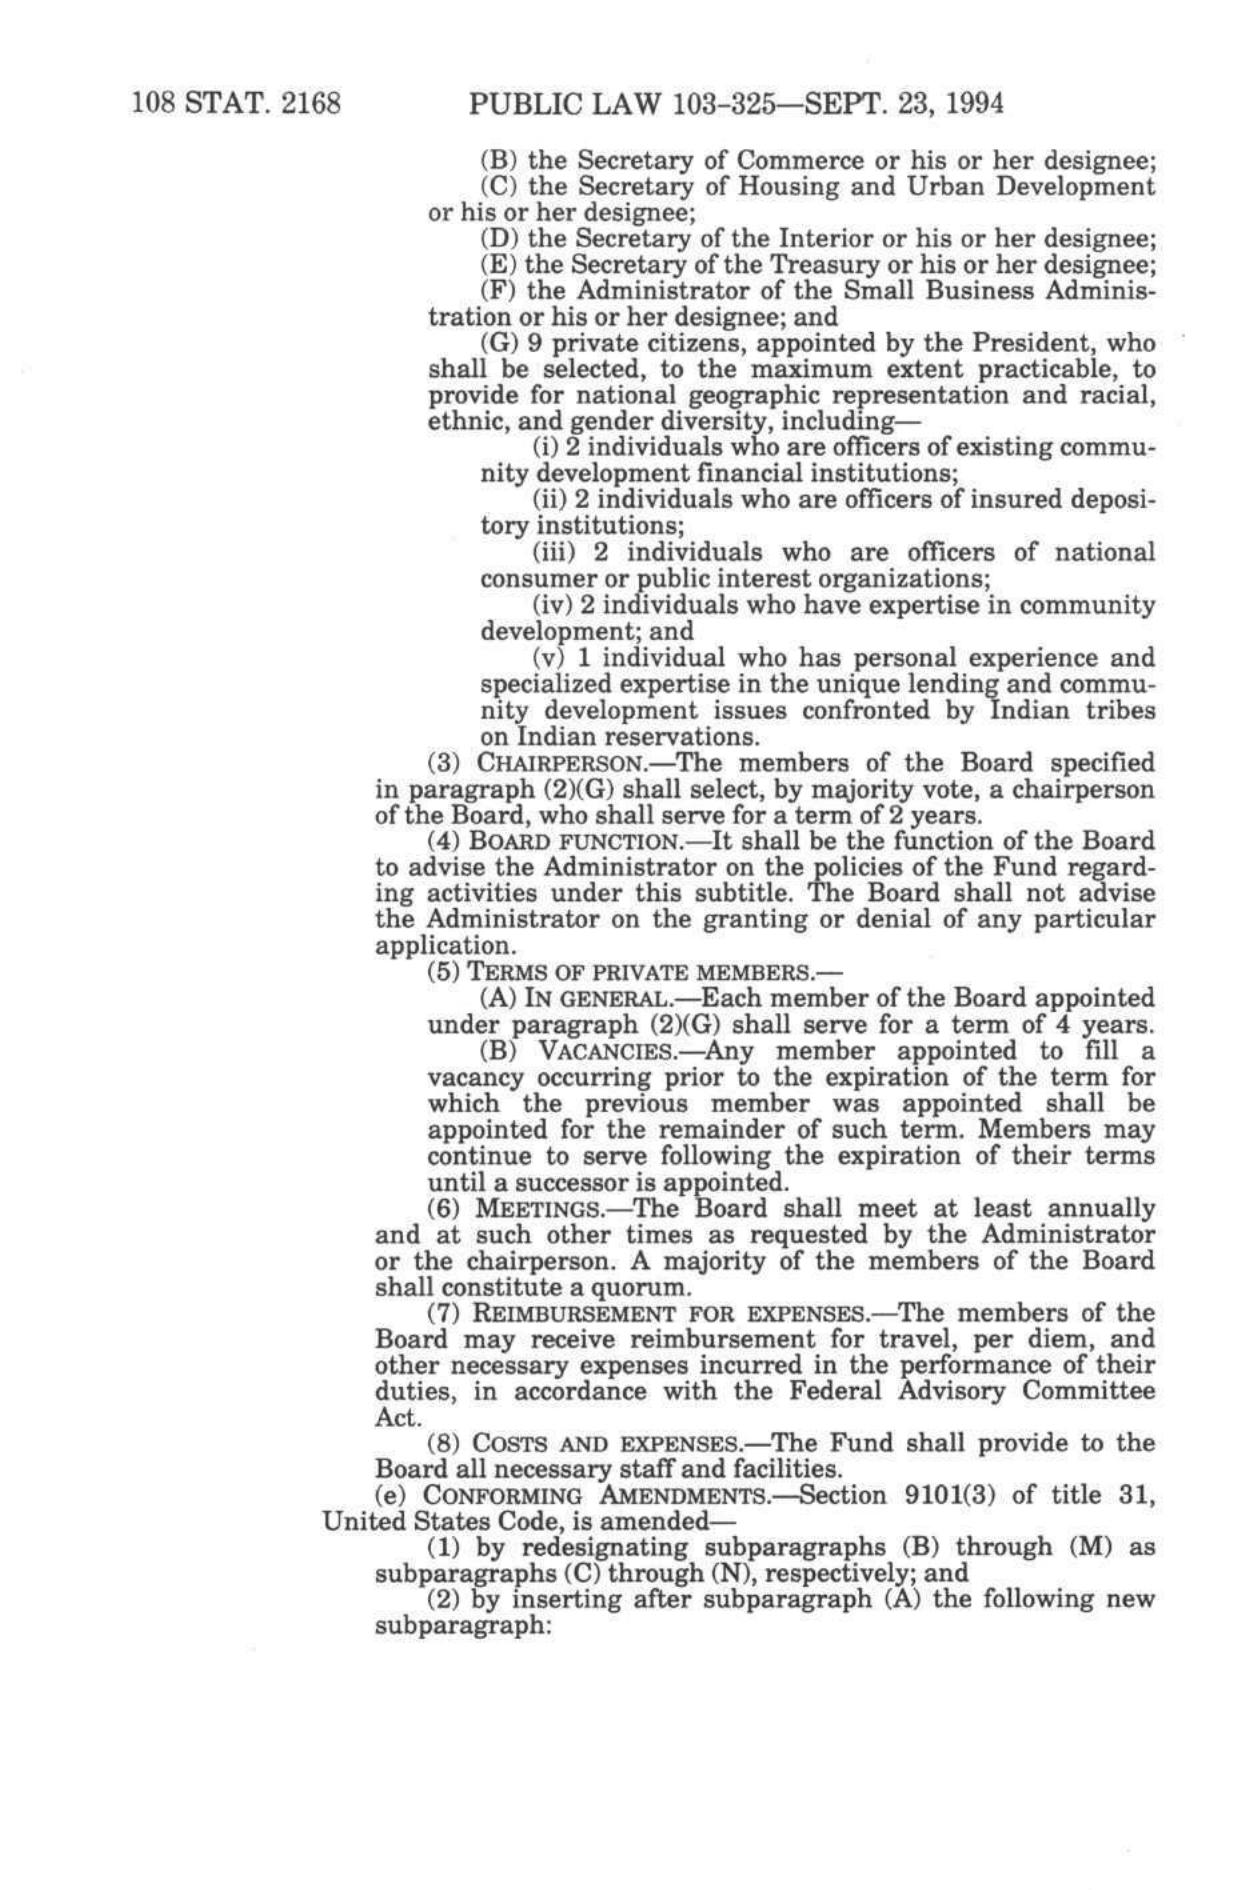 108 STAT. 2168 PUBLIC LAW 103–325—SEPT. 23, 1994
(B) the Secretary of Commerce or his or her designee;
(C) the Secretary of Housing and Urban Development
or his or her designee;
(D) the Secretary of the Interior or his or her designee;
(E) the Secretary of the Treasury or his or her designee;
(F) the Administrator of the Small Business Adminis-
tration or his or her designee; and
(G) 9 private citizens, appointed by the President, who
shall be selected, to the maximum extent practicable, to
provide for national geographic representation and racial,
ethnic, and gender diversity, including—
(i) 2 individuals who are officers of existing commu-
nity development financial institutions;
(ii) 2 individuals who are officers of insured deposi-
tory institutions;
(iii) 2 individuals who are officers of national
consumer or public interest organizations;
(iv) 2 individuals who have expertise in community
development; and
(v) 1 individual who has personal experience and
specialized expertise in the unique lending and commu-
nity development issues confronted by Indian tribes
on Indian reservations.
(3) CHAIRPERSON.—The members of the Board specified
in paragraph (2)(G) shall select, by majority vote, a chairperson
of the Board, who shall serve for a term of 2 years.
(4) BOARD FUNCTION.—It shall be the function of the Board
to advise the Administrator on the policies of the Fund regard-
ing activities under this subtitle. The Board shall not advise
the Administrator on the granting or denial of any particular
application.
(5) TERMS OF PRIVATE MEMBERS.—
(A) IN GENERAL.—Each member of the Board appointed
under paragraph (2)(G) shall serve for a term of 4 years.
(B) VACANCIES.—Any member appointed to fill a
vacancy occurring prior to the expiration of the term for
which the previous member was appointed shall be
appointed for the remainder of such term. Members may
continue to serve following the expiration of their terms
until a successor is appointed.
(6) MEETINGS.—The Board shall meet at least annually
and at such other times as requested by the Administrator
or the chairperson. A majority of the members of the Board
shall constitute a quorum.
(7) REIMBURSEMENT FOR EXPENSES.—The members of the
Board may receive reimbursement for travel, per diem, and
other necessary expenses incurred in the performance of their
duties, in accordance with the Federal Advisory Committee
Act.
(8) COSTS AND EXPENSES.—The Fund shall provide to the
Board all necessary staff and facilities.
(e) CONFORMING AMENDMENTS.—Section 9101(3) of title 31,
United States Code, is amended—
(1) by redesignating subparagraphs (B) through (M) as
subparagraphs (C) through (N), respectively; and
(2) by inserting after subparagraph (A) the following new
subparagraph: